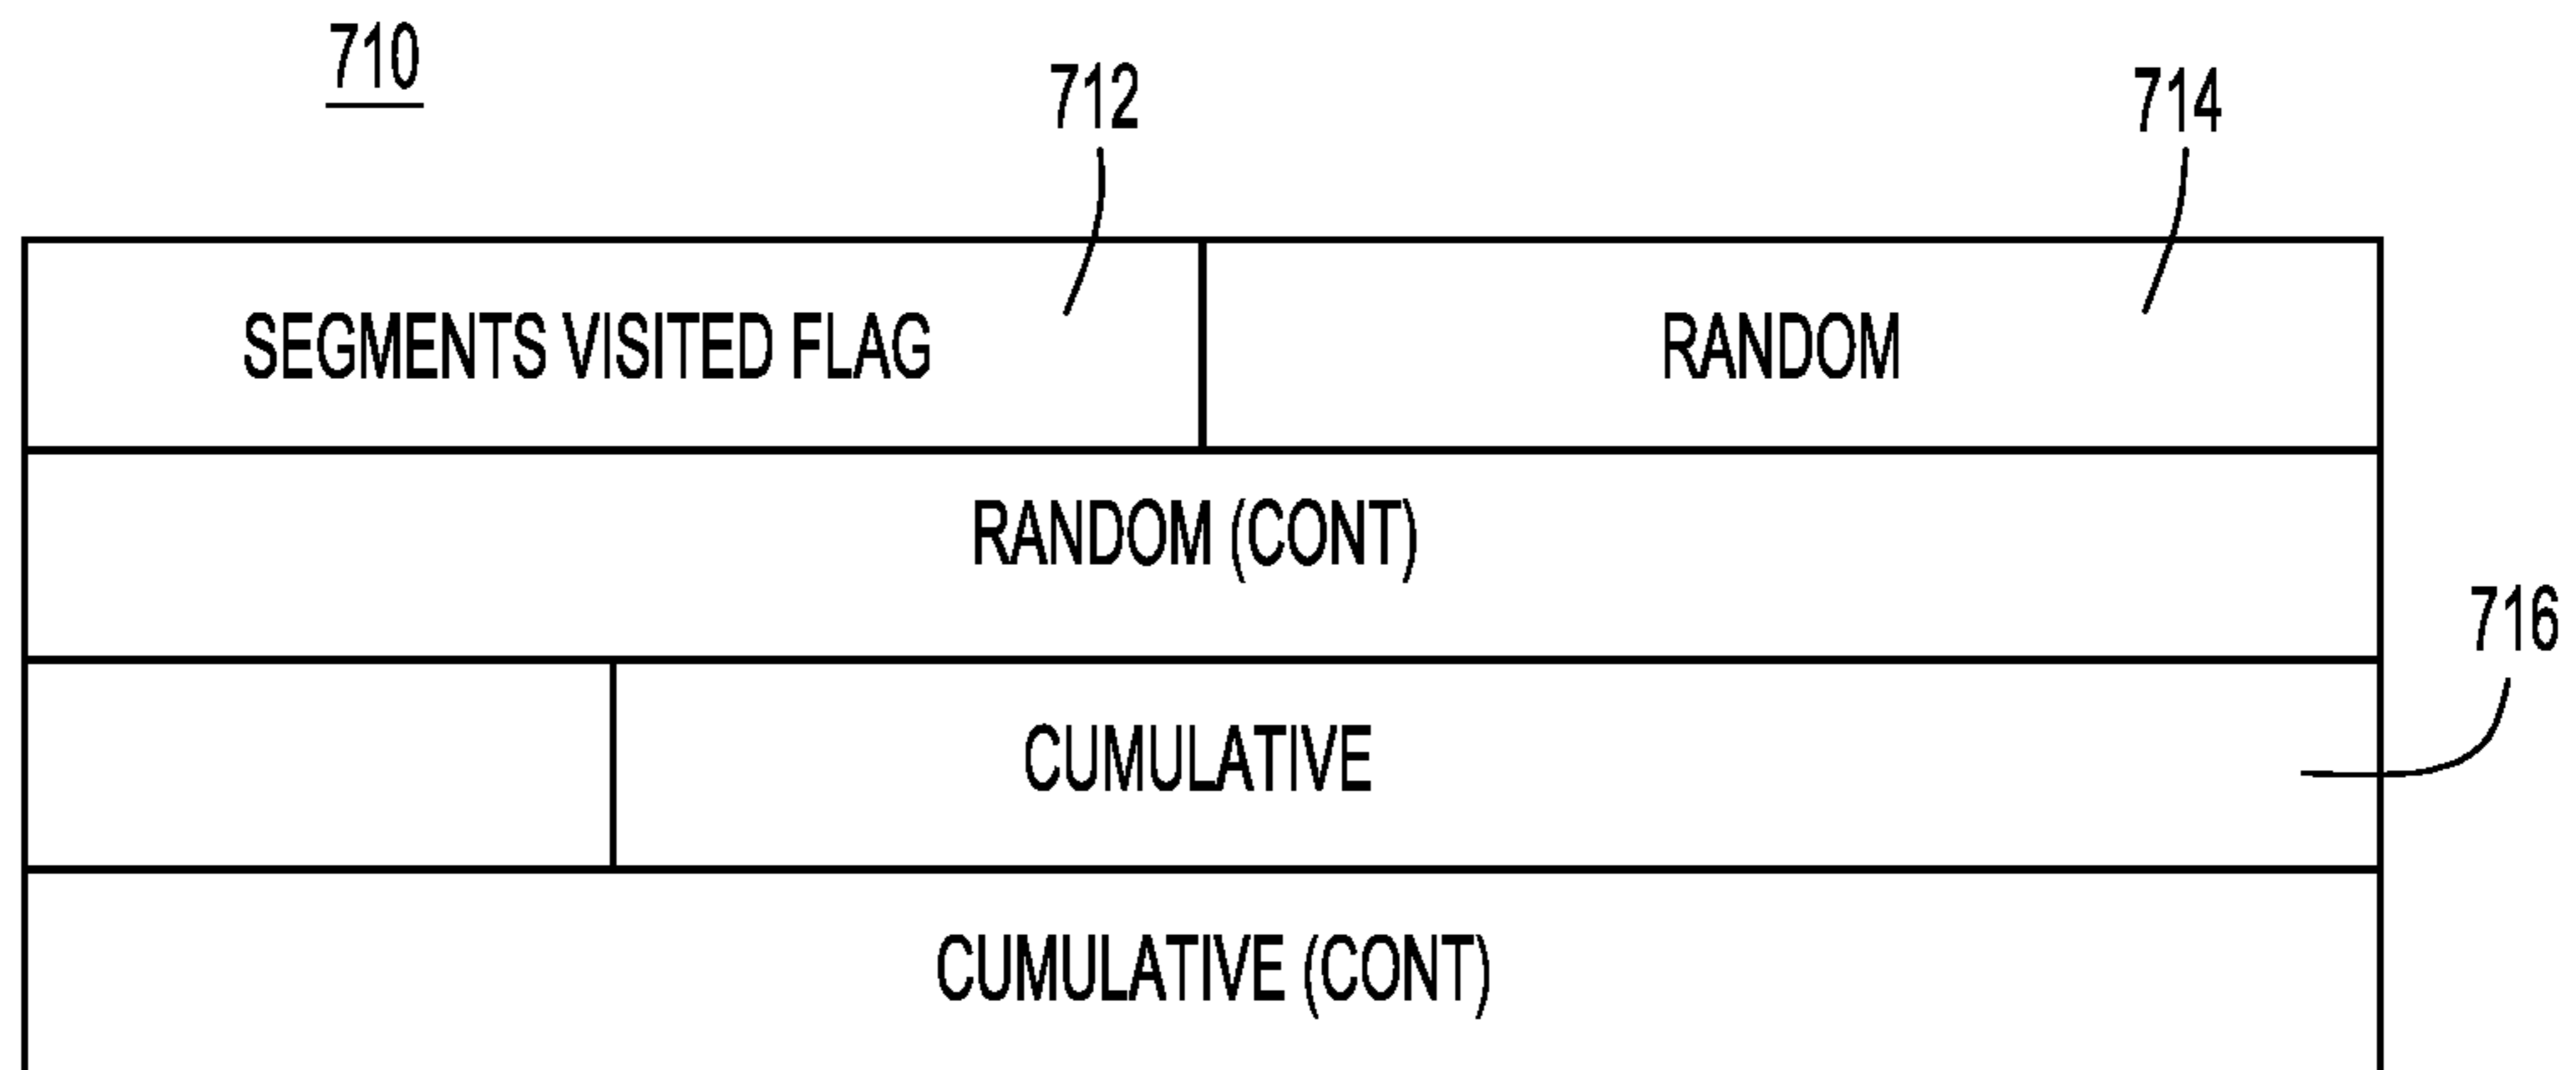 710
712
714
SEGMENTS VISITED FLAG
RANDOM
RANDOM (CONT)
716
CUMULATIVE
CUMULATIVE (CONT)